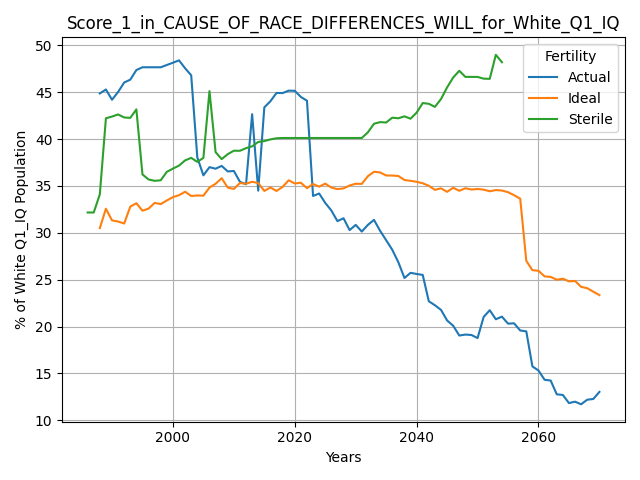 Score_1_in_CAUSE_OF_RACE_DIFFERENCES_WILL_for_White_Q1_IQ
50
45
40
35
30
25
20
15
10
% of White Q1_IQ Population
Fertility
Actual
Ideal
Sterile
2000
2020
2040
2060
Years